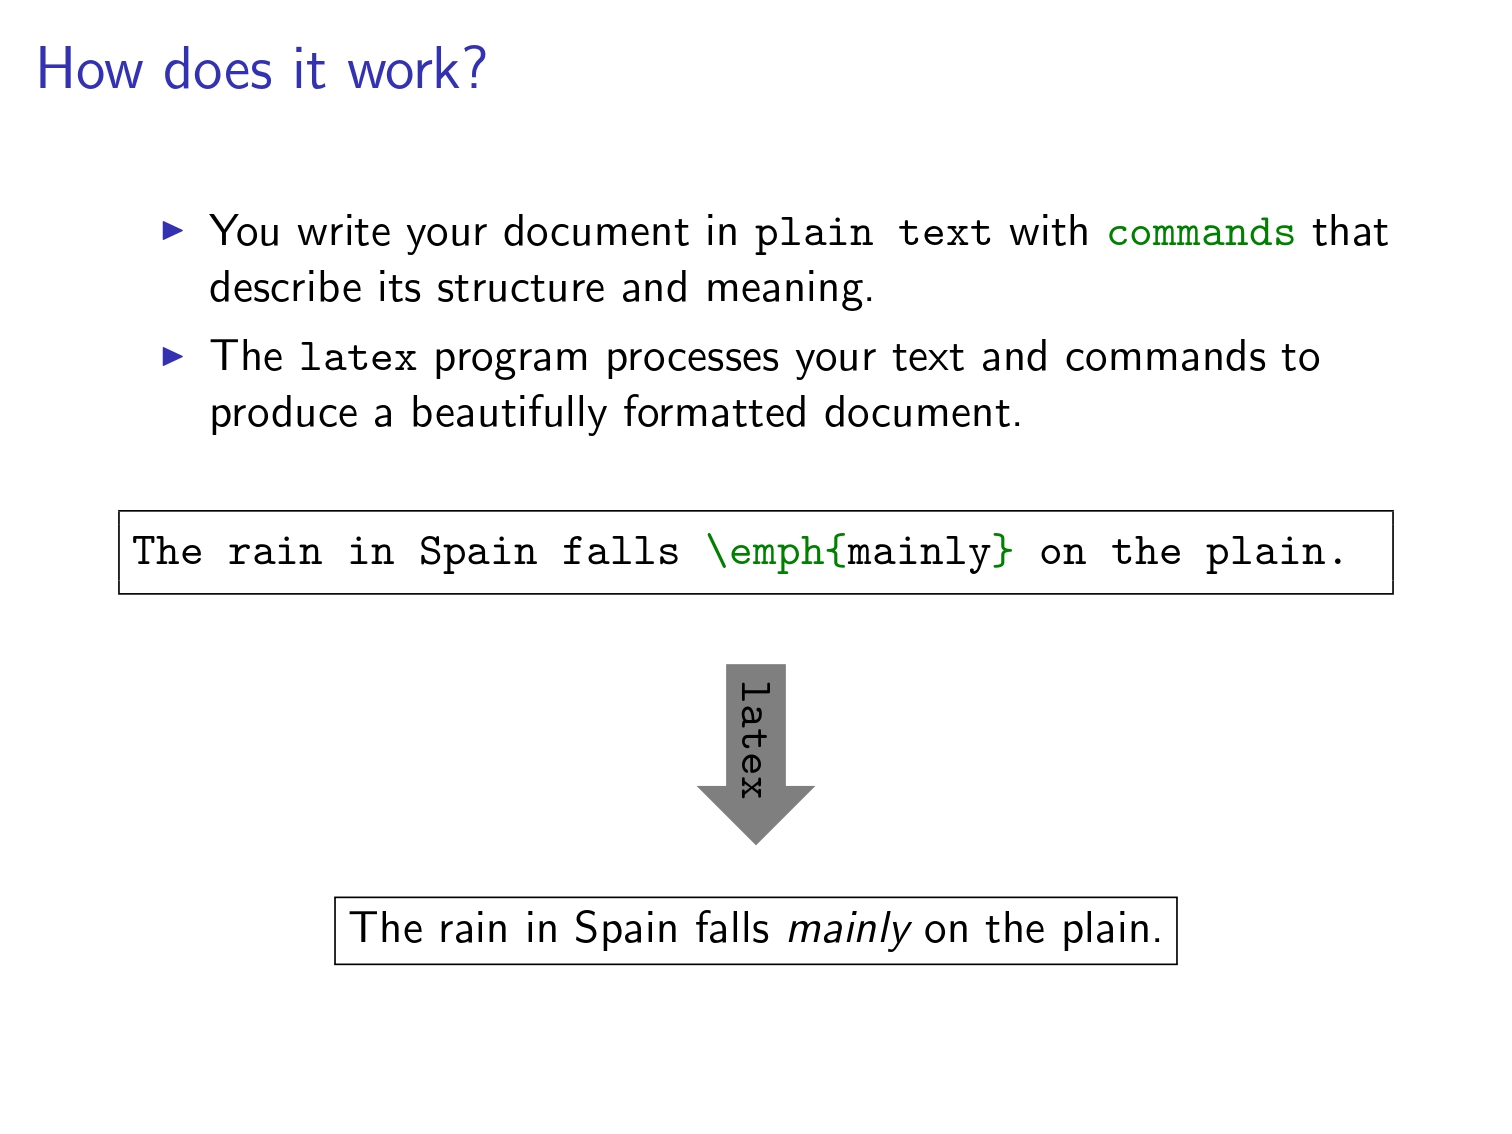 How does it work?
▶ You write your document in plain text with commands that
describe its structure and meaning.
▶ The latex program processes your text and commands to
produce a beautifully formatted document.
The rain in Spain falls \emph{mainly} on the plain.
latex
The rain in Spain falls mainly on the plain.